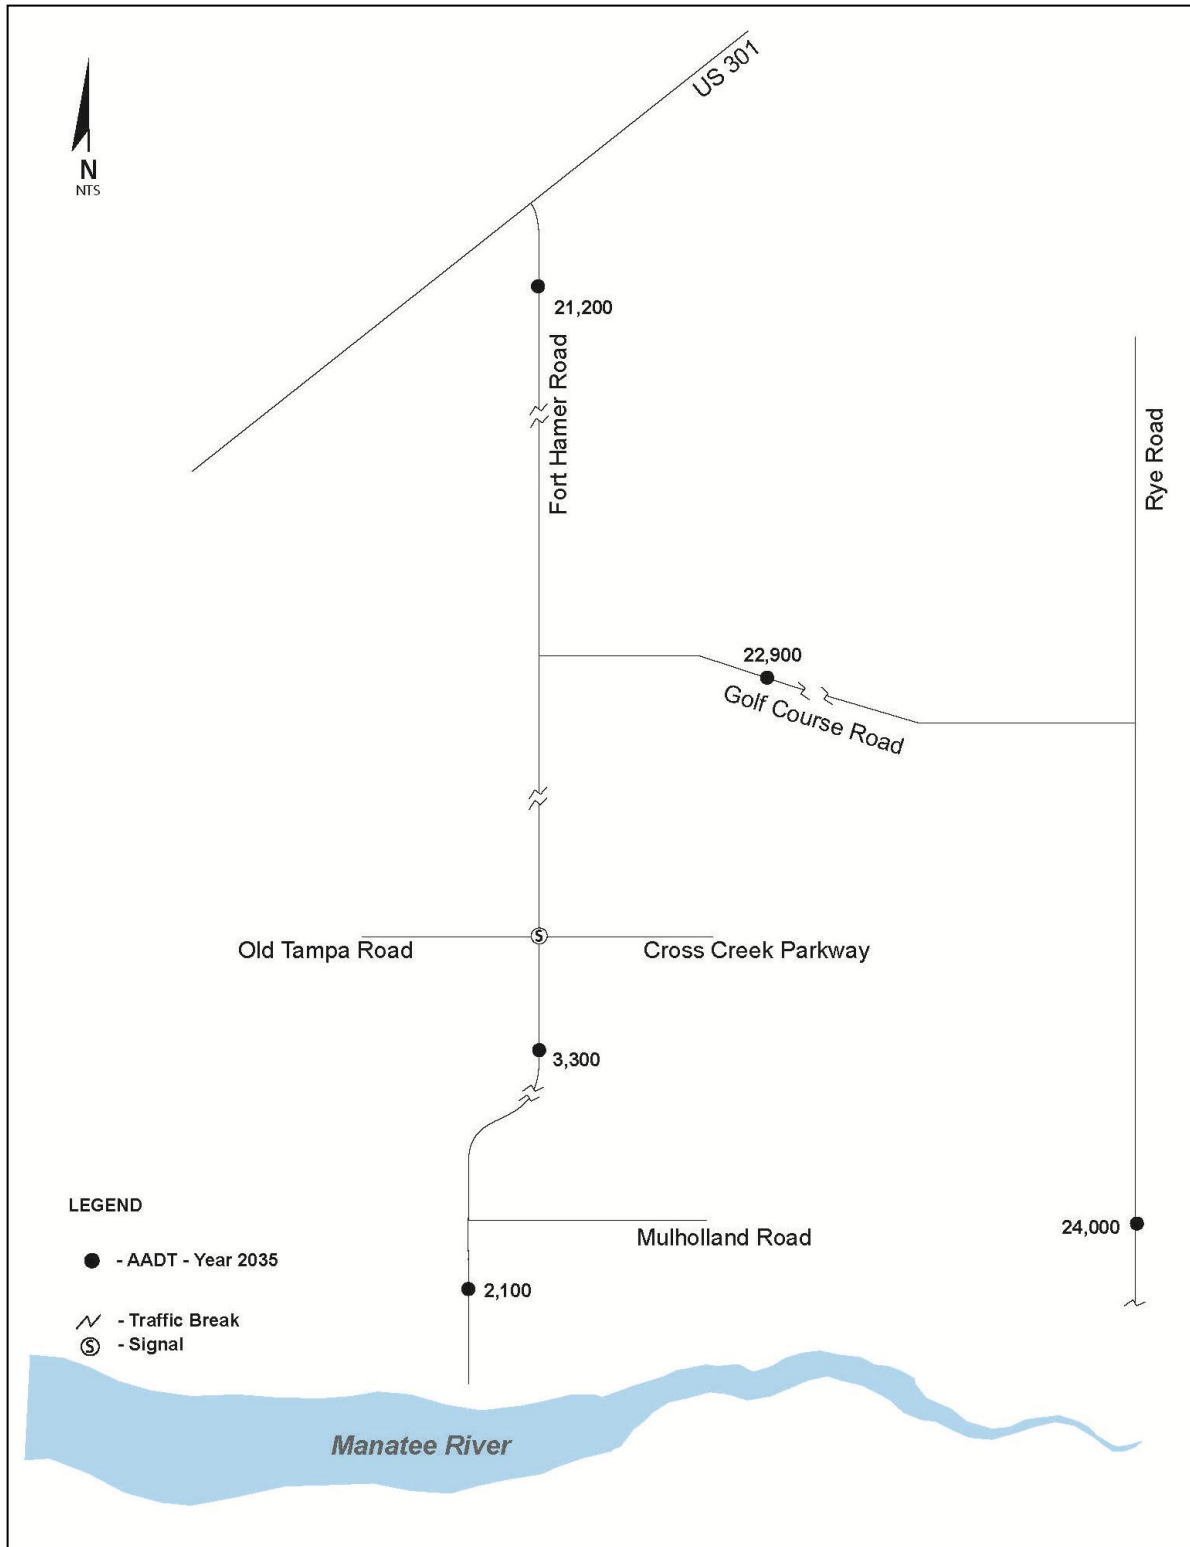 US 301
N
NTS
21,200
Fort Hamer Road
Rye Road
22,900
Golf Course Road
S
Old Tampa Road
Cross Creek Parkway
3,300
LEGEND
Mulholland Road
24,000
- AADT - Year 2035
2,100
- Traffic Break
S - Signal
Manatee River